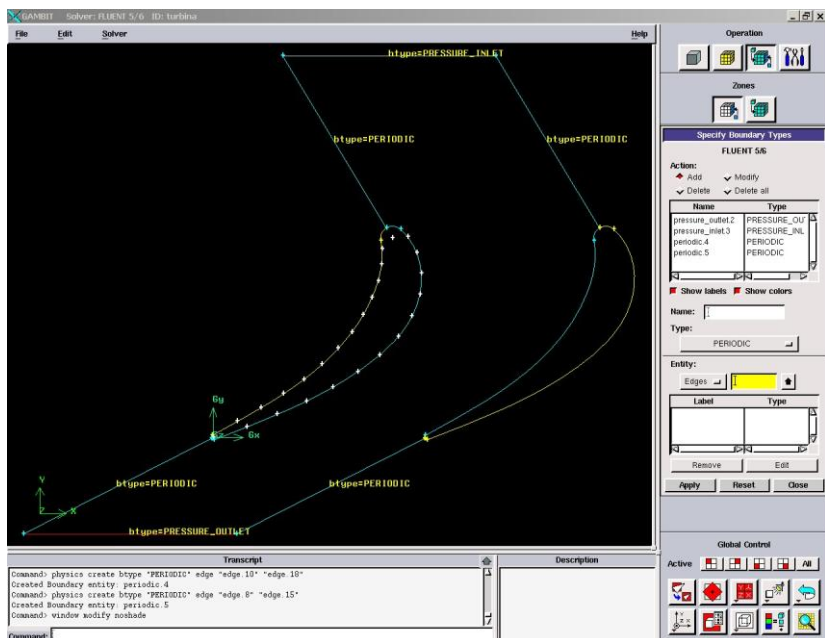 GAMBIT Solver: FLUENT 5/6 ID: turbina
File Edit Solver Help
btype=PRESSURE_INLET
btype=PERIODIC btype=PERIODIC
Gy
Gx
Y
Z X
btype=PERIODIC btype=PERIODIC
btype=PRESSURE_OUTLET
Transcript
Command> physics create btype "PERIODIC" edge "edge.10" "edge.18"
Created Boundary entity: periodic.4
Command> physics create btype "PERIODIC" edge "edge.8" "edge.15"
Created Boundary entity: periodic.5
Command> window modify noshade
Command:
Description
Operation
Zones
Specify Boundary Types
FLUENT 5/6
Action:
Add Modify
Delete Delete all
Name Type
pressure_outlet.2 PRESSURE_OUT
pressure_inlet.3 PRESSURE_INL
periodic.4 PERIODIC
periodic.5 PERIODIC
Show labels Show colors
Name:
Type:
PERIODIC
Entity:
Edges
Label Type
Remove Edit
Apply Reset Close
Global Control
Active All